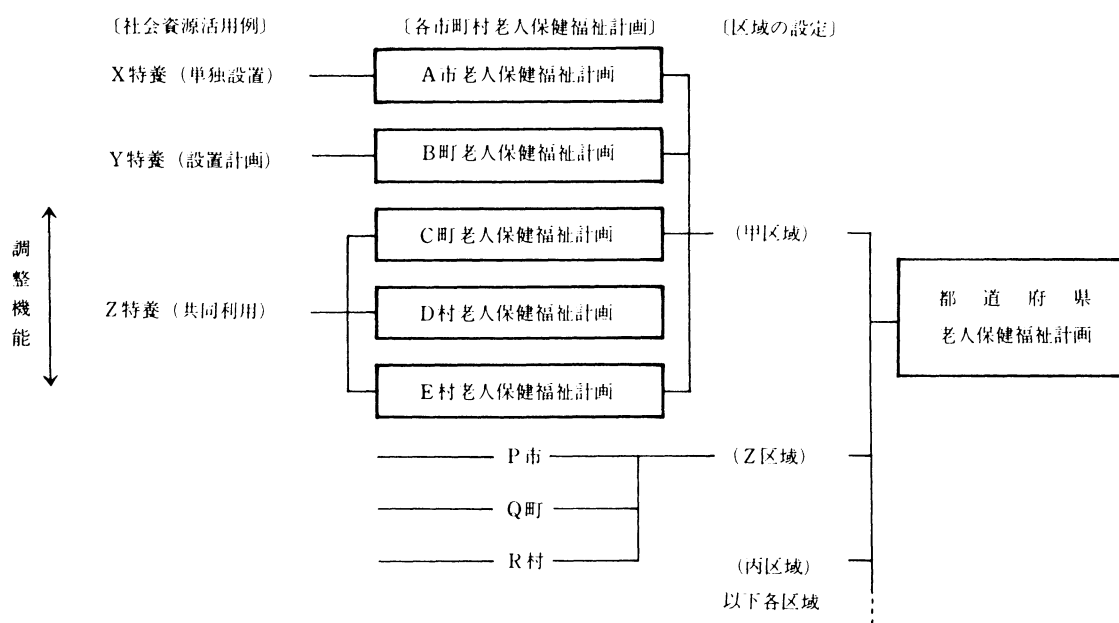 〔社会資源活用例〕
〔各市町村老人保健福祉計画〕
〔区域の設定〕
X特養（単独設置）
A市老人保健福祉計画
Y特養（設置計画）
B町老人保健福祉計画
調整機能
Z特養（共同利用）
C町老人保健福祉計画
D村老人保健福祉計画
E村老人保健福祉計画
（甲区域）
都道府県
老人保健福祉計画
P市
（Z区域）
Q町
R村
（内区域）
以下各区域